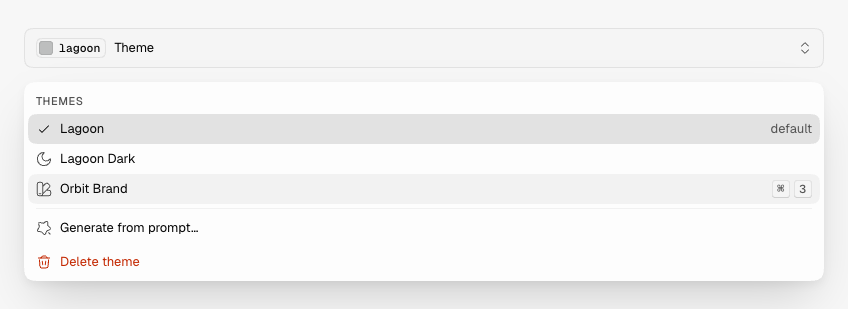 lagoon Theme
THEMES
Lagoon default
Lagoon Dark
Orbit Brand ⌘ 3
Generate from prompt…
Delete theme